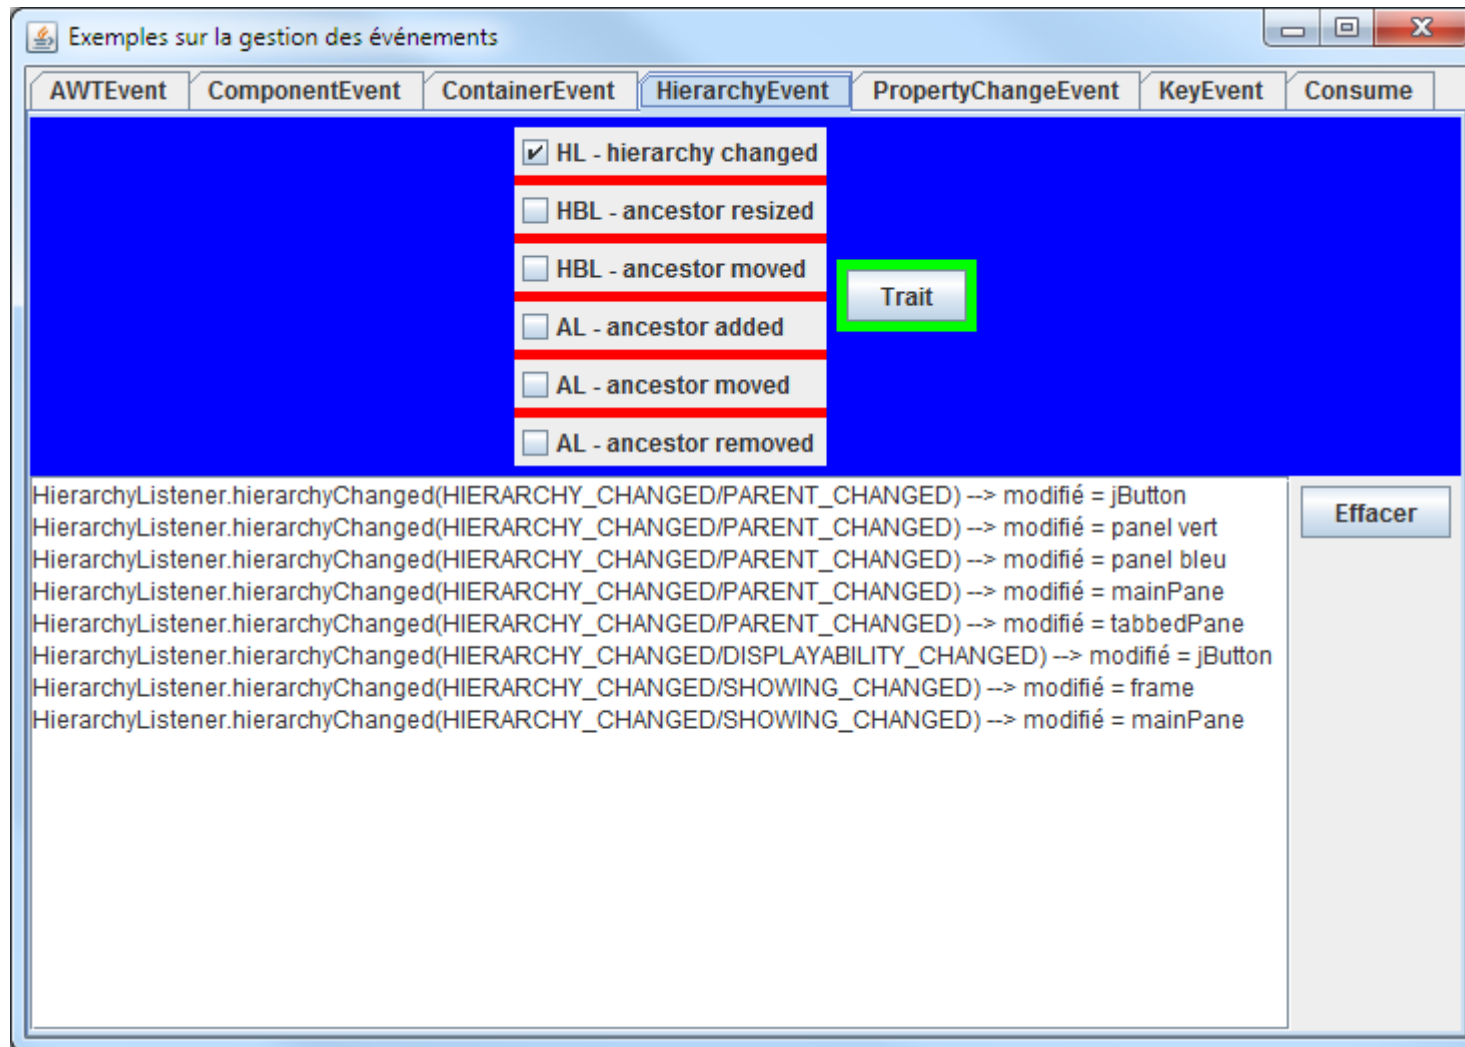 Exemples sur la gestion des événements
AWTEvent ComponentEvent ContainerEvent HierarchyEvent PropertyChangeEvent KeyEvent Consume
HL - hierarchy changed
HBL - ancestor resized
HBL - ancestor moved
Trait
AL - ancestor added
AL - ancestor moved
AL - ancestor removed
HierarchyListener.hierarchyChanged(HIERARCHY_CHANGED/PARENT_CHANGED) --> modifié = jButton
Effacer
HierarchyListener.hierarchyChanged(HIERARCHY_CHANGED/PARENT_CHANGED) --> modifié = panel vert
HierarchyListener.hierarchyChanged(HIERARCHY_CHANGED/PARENT_CHANGED) --> modifié = panel bleu
HierarchyListener.hierarchyChanged(HIERARCHY_CHANGED/PARENT_CHANGED) --> modifié = mainPane
HierarchyListener.hierarchyChanged(HIERARCHY_CHANGED/PARENT_CHANGED) --> modifié = tabbedPane
HierarchyListener.hierarchyChanged(HIERARCHY_CHANGED/DISPLAYABILITY_CHANGED) --> modifié = jButton
HierarchyListener.hierarchyChanged(HIERARCHY_CHANGED/SHOWING_CHANGED) --> modifié = frame
HierarchyListener.hierarchyChanged(HIERARCHY_CHANGED/SHOWING_CHANGED) --> modifié = mainPane